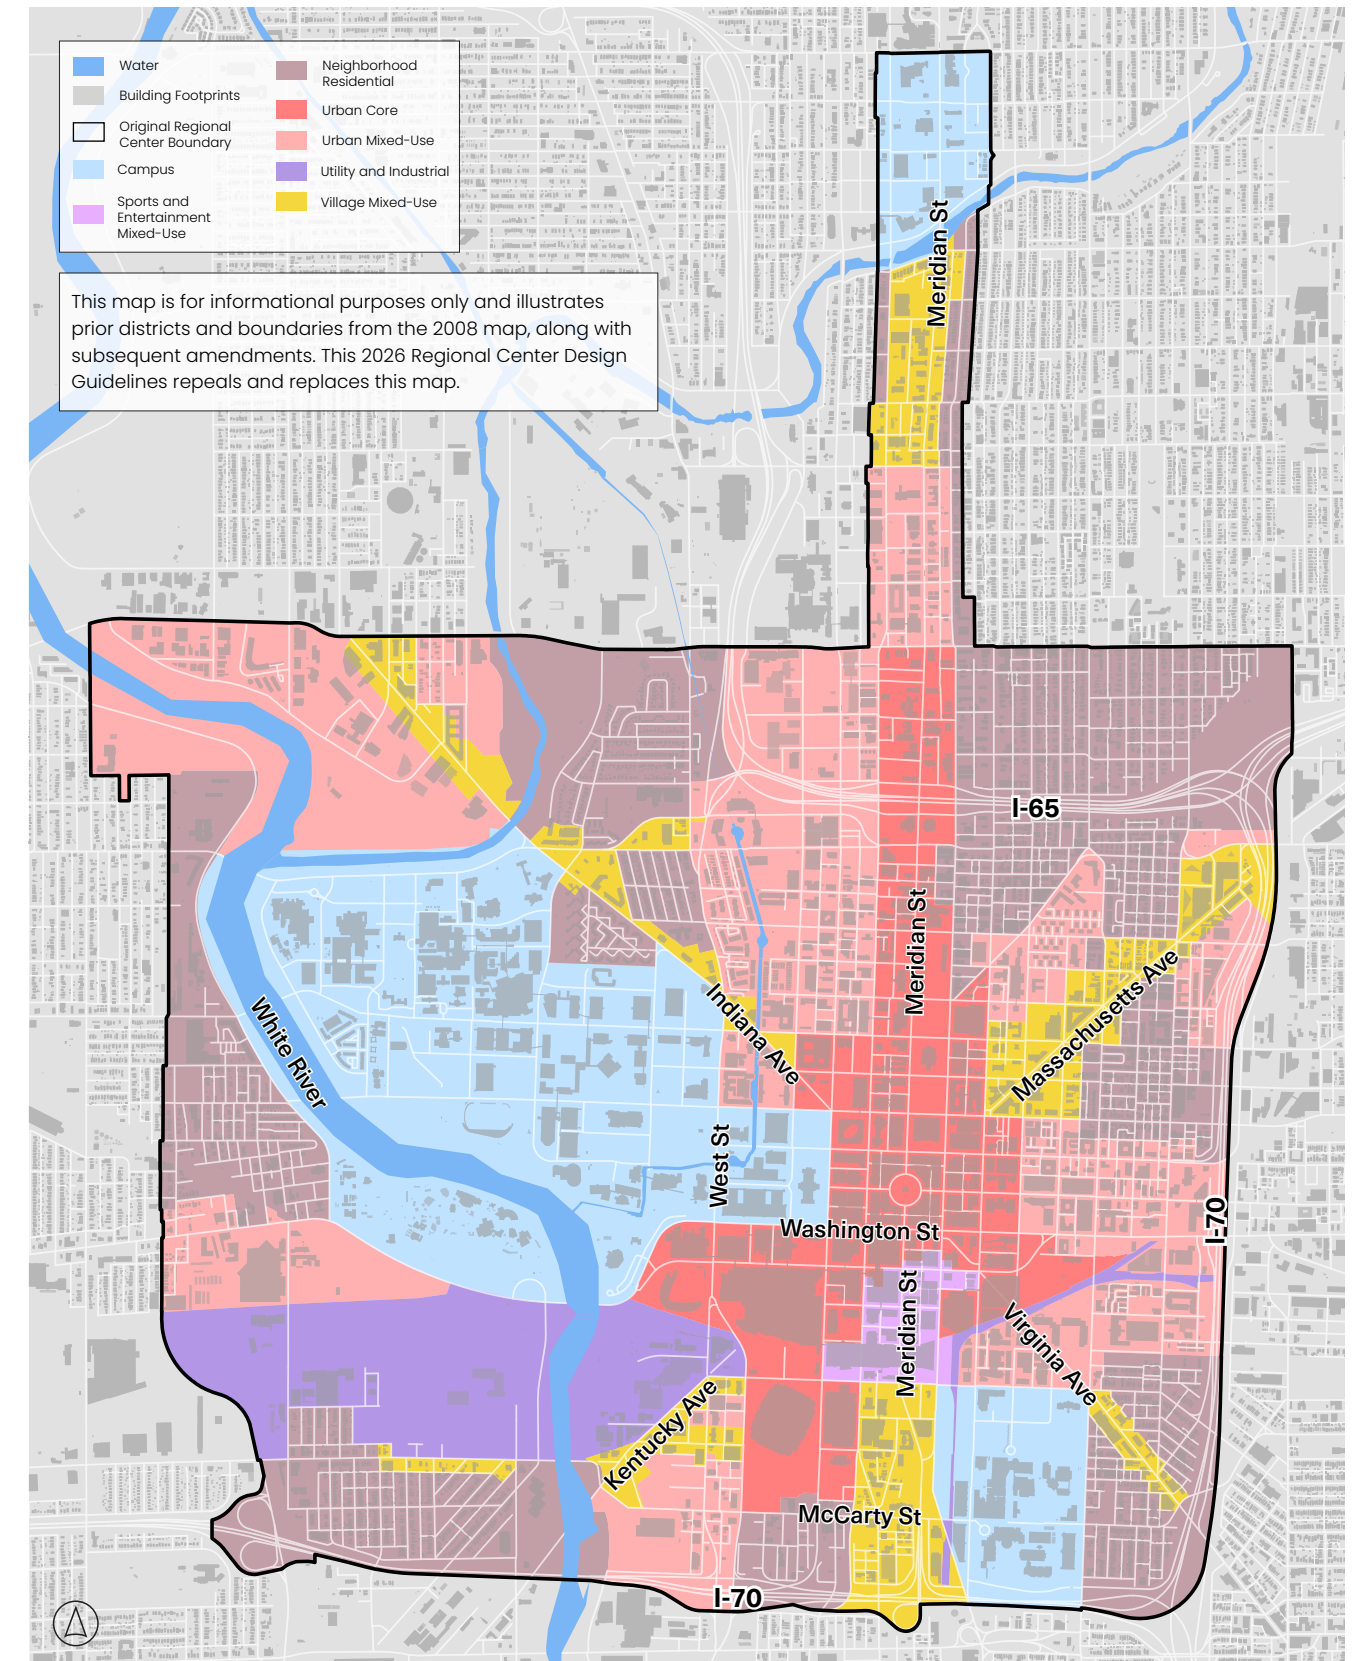 Water
Building Footprints
Original Regional
Center Boundary
Campus
Sports and
Entertainment
Mixed-Use
Neighborhood
Residential
Urban Core
Urban Mixed-Use
Utility and Industrial
Village Mixed-Use
This map is for informational purposes only and illustrates
prior districts and boundaries from the 2008 map, along with
subsequent amendments. This 2026 Regional Center Design
Guidelines repeals and replaces this map.
Meridian St
I-65
Meridian St
Massachusetts Ave
Indiana Ave
White River
West St
Washington St
I-70
Meridian St
Virginia Ave
Kentucky Ave
McCarty St
I-70